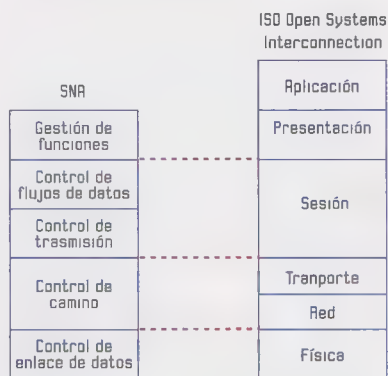 ISO Open Systems
Interconnection
SNA
Aplicación
Gestión de
funciones
Presentación
Control de
flujos de datos
Sesión
Control de
trasmisión
Control de
camino
Tranporte
Red
Control de
enlace de datos
Física